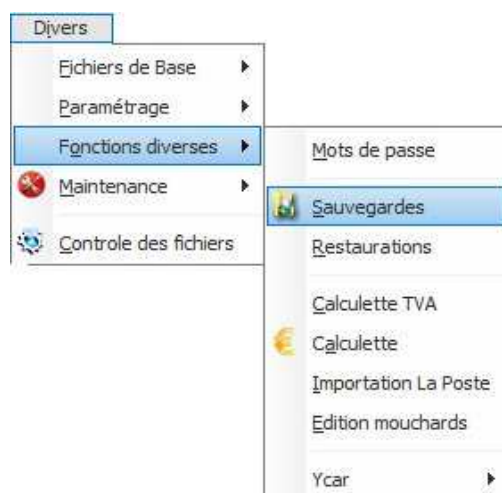 Divers
Fichiers de Base
Paramétrage
Fonctions diverses
Maintenance
Controle des fichiers
Mots de passe
Sauvegardes
Restaurations
Calculette TVA
Calculette
Importation La Poste
Edition mouchards
Ycar